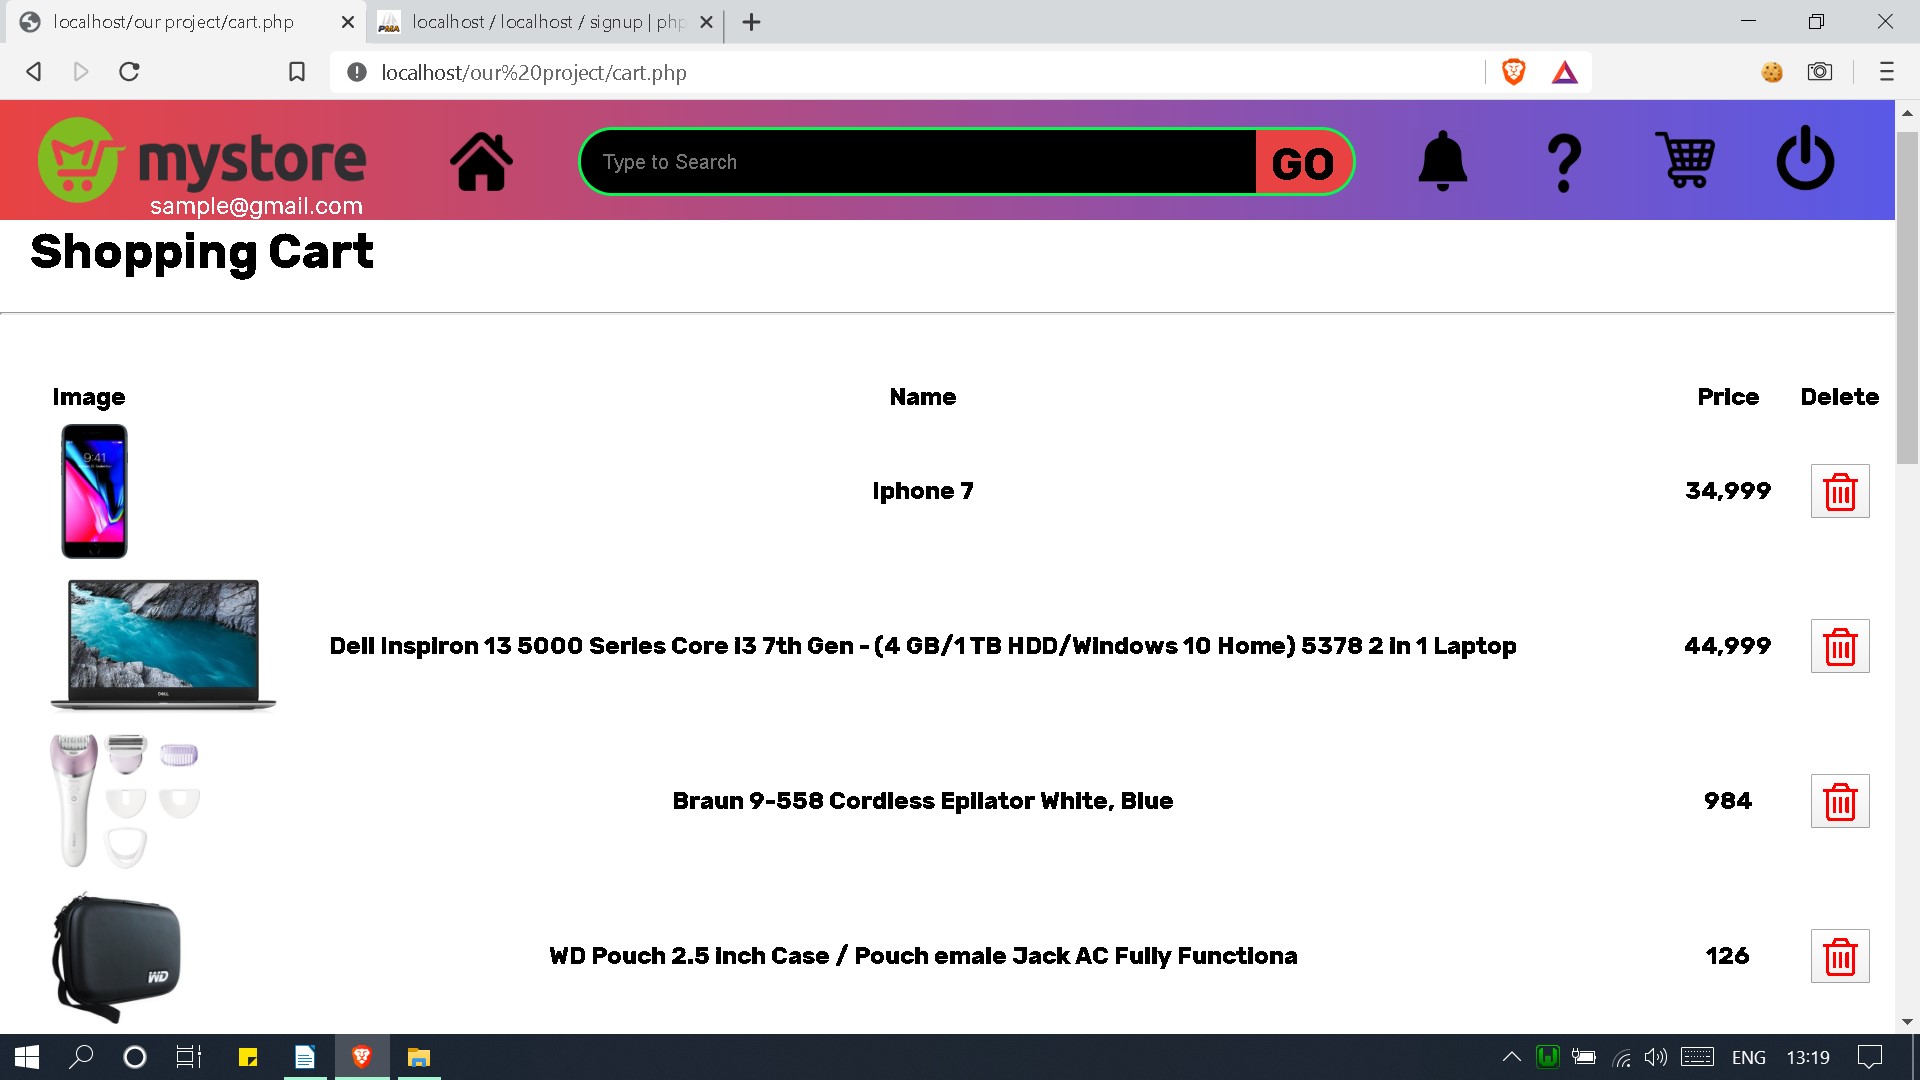 localhost/our project/cart.php
localhost / localhost / signup | php
localhost/our%20project/cart.php
mystore
sample@gmail.com
Type to Search
GO
Shopping Cart
Image Name Price Delete
9:41
Iphone 7 34,999
DELL
Dell Inspiron 13 5000 Series Core i3 7th Gen - (4 GB/1 TB HDD/Windows 10 Home) 5378 2 in 1 Laptop 44,999
Braun 9-558 Cordless Epilator White, Blue 984
WD
WD Pouch 2.5 inch Case / Pouch emale Jack AC Fully Functiona 126
ENG 13:19